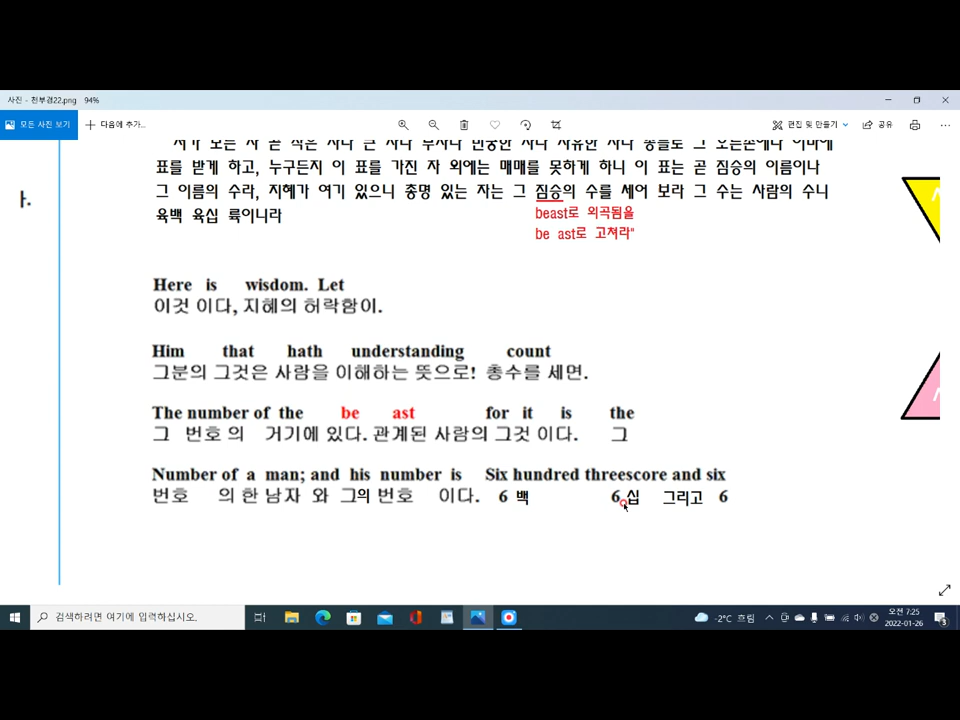 사진 - 천부경22.png 94%
모든 사진 보기 다음에 추가... 편집 및 만들기 공유
표를 받게 하고, 누구든지 이 표를 가진 자 외에는 매매를 못하게 하니 이 표는 곧 짐승의 이름이나
그 이름의 수라, 지혜가 여기 있으니 총명 있는 자는 그 짐승의 수를 세어 보라 그 수는 사람의 수니
육백 육십 륙이니라
beast로 외곡됨을
be ast로 고쳐라"
Here is wisdom. Let
이것 이다, 지혜의 허락함이.
Him that hath understanding count
그분의 그것은 사람을 이해하는 뜻으로! 총수를 세면.
The number of the be ast for it is the
그 번호 의 거기에 있다. 관계된 사람의 그것 이다. 그
Number of a man; and his number is Six hundred threescore and six
번호 의 한 남자 와 그의 번호 이다. 6 백 6 십 그리고 6
검색하려면 여기에 입력하십시오.
-2°C 흐림
오전 7:25
2022-01-26
3